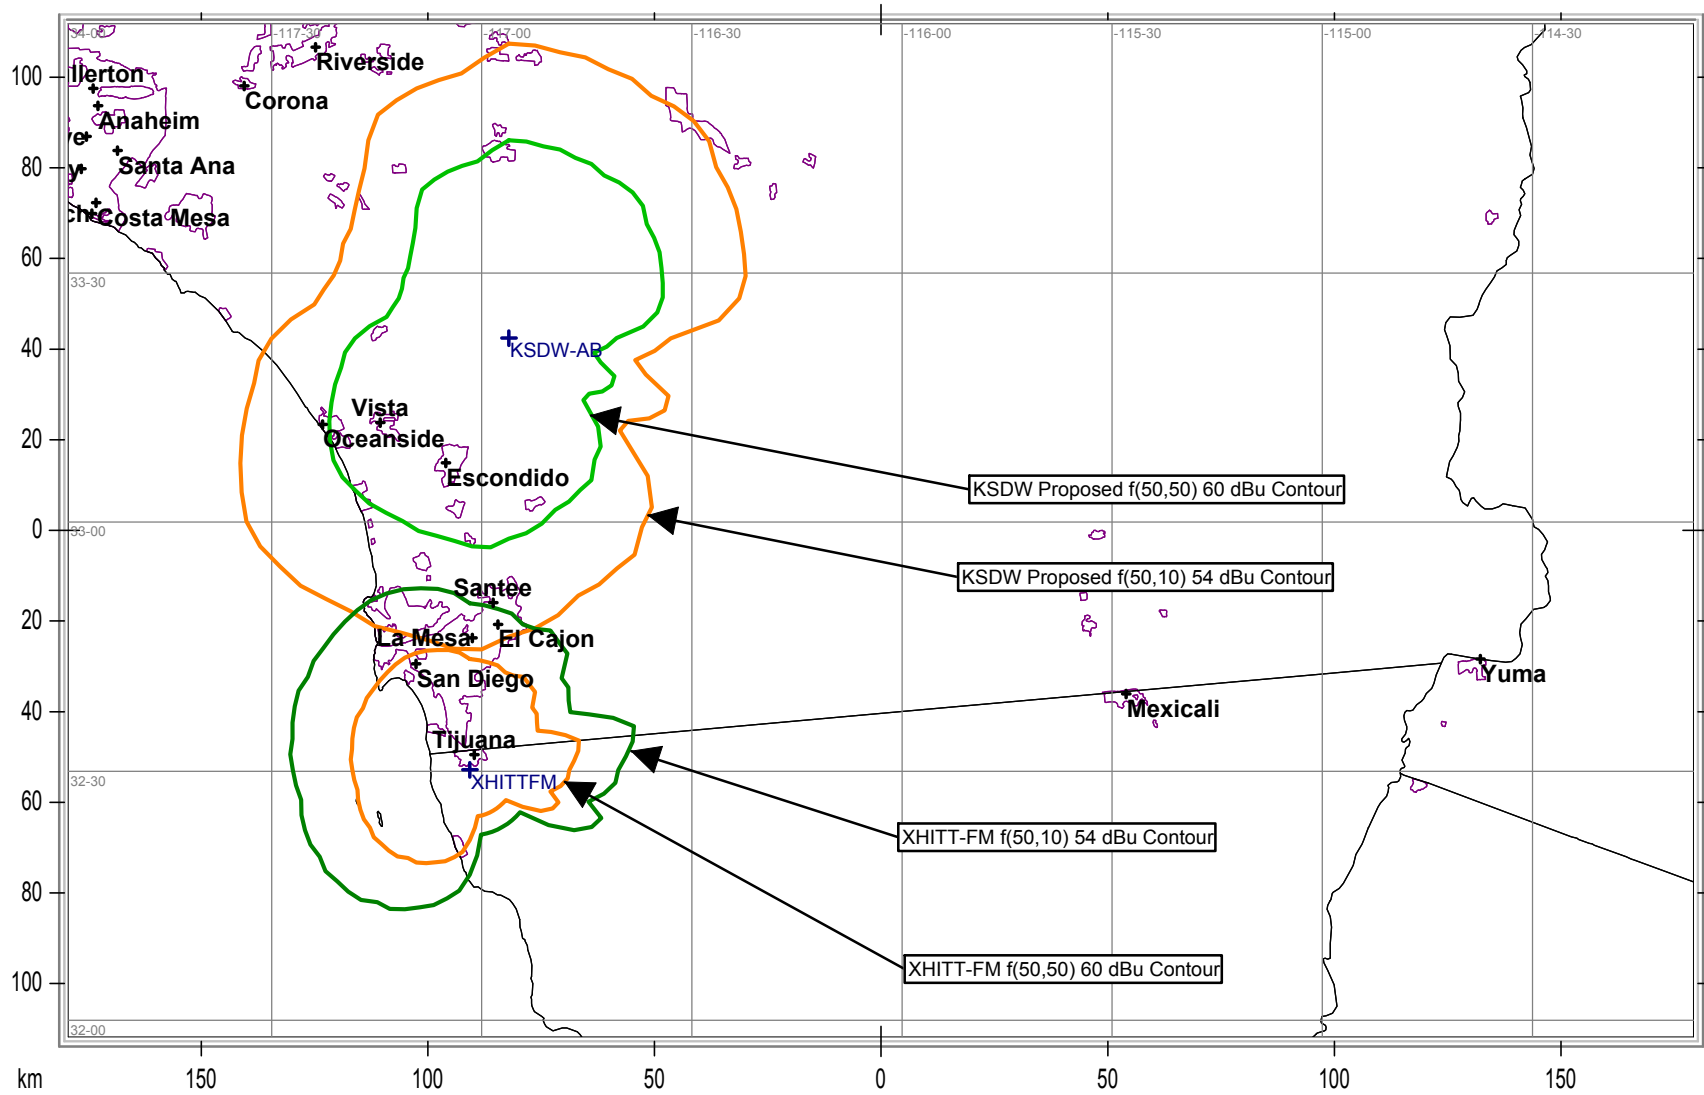 34-00
-117-30
-117-00
-116-30
-116-00
-115-30
-115-00
-114-30
100
Riverside
llerton
Corona
Anaheim
ve
80
Santa Ana
y
ch
Costa Mesa
60
33-30
40
KSDW-AB
Vista
20
Oceanside
Escondido
KSDW Proposed f(50,50) 60 dBu Contour
0
33-00
KSDW Proposed f(50,10) 54 dBu Contour
Santee
20
La Mesa
El Cajon
San Diego
Yuma
40
Mexicali
Tijuana
32-30
XHITTFM
60
XHITT-FM f(50,10) 54 dBu Contour
80
XHITT-FM f(50,50) 60 dBu Contour
100
32-00
km
150
100
50
0
50
100
150